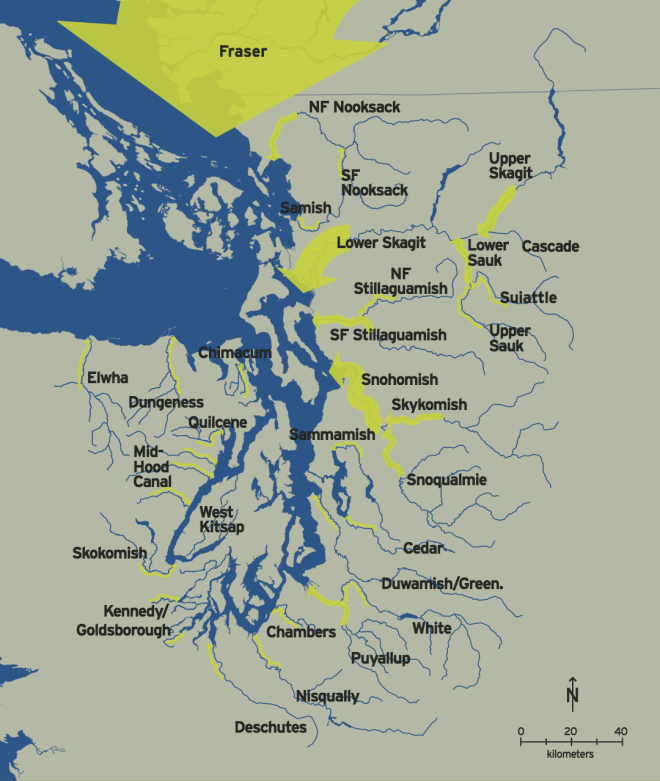 Fraser
NF Nooksack
SF
Nooksack
Upper
Skagit
Samish
Lower Skagit
Lower
Sauk
Cascade
NF
Stillaguamish
Suiattle
SF Stillaguamish
Upper
Sauk
Chimacum
Elwha
Snohomish
Dungeness
Skykomish
Quilcene
Sammamish
Mid-
Hood
Canal
Snoqualmie
West
Kitsap
Skokomish
Cedar
Duwamish/Green.
Kennedy/
Goldsborough
Chambers
White
Puyallup
Nisqually
Deschutes
N
0 20 40
kilometers